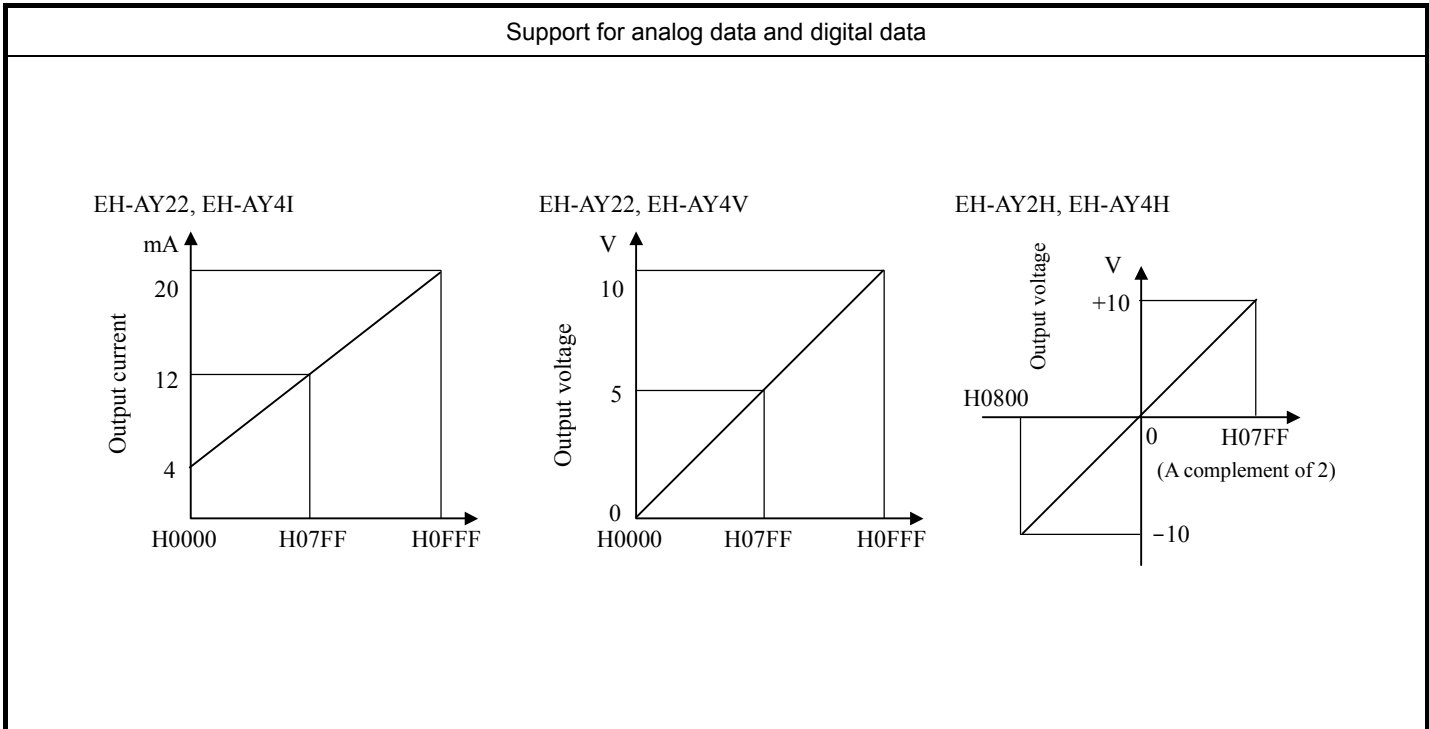 Support for analog data and digital data
EH-AY22, EH-AY4I
mA
20
12
4
Output current
H0000 H07FF H0FFF
EH-AY22, EH-AY4V
V
10
5
0
Output voltage
H0000 H07FF H0FFF
EH-AY2H, EH-AY4H
Output voltage
V
+10
H0800
0
H07FF
(A complement of 2)
−10